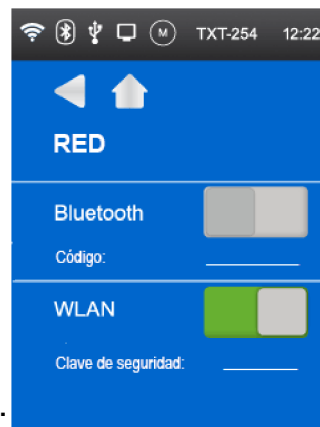 M TXT-254 12:22
RED
Bluetooth
Código:
WLAN
Clave de seguridad:
.